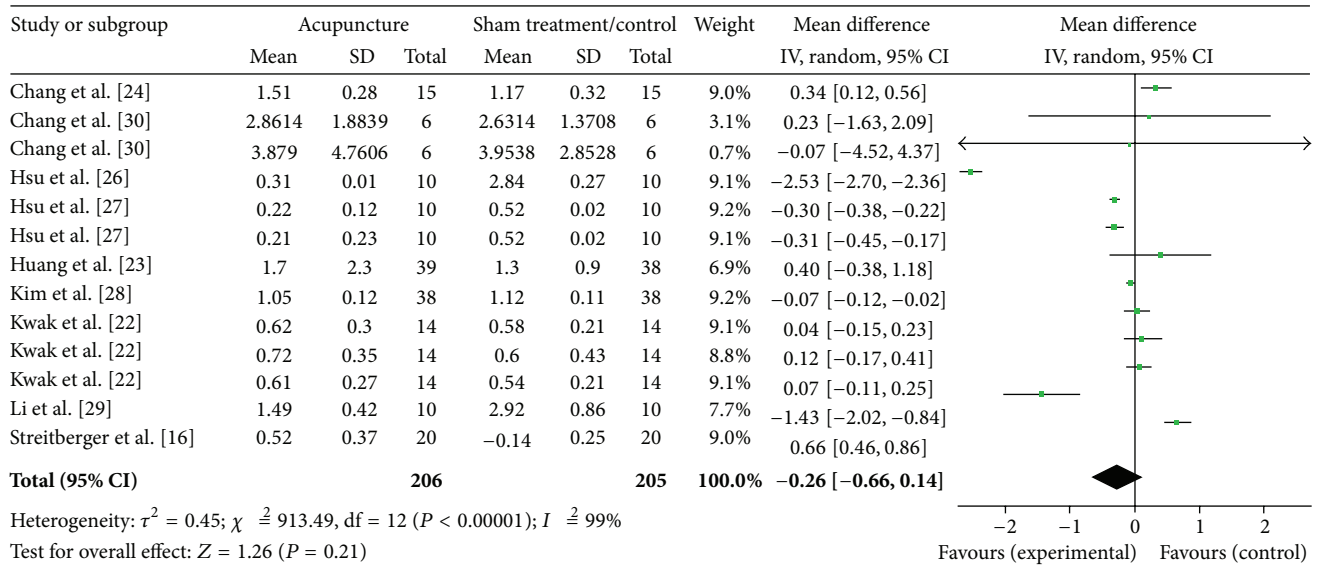 Study or subgroup Acupuncture Sham treatment/control Weight Mean difference Mean difference
Mean SD Total Mean SD Total IV, random, 95% CI IV, random, 95% CI
Chang et al. [24] 1.51 0.28 15 1.17 0.32 15 9.0% 0.34 [0.12, 0.56]
Chang et al. [30] 2.8614 1.8839 6 2.6314 1.3708 6 3.1% 0.23 [−1.63, 2.09]
Chang et al. [30] 3.879 4.7606 6 3.9538 2.8528 6 0.7% −0.07 [−4.52, 4.37]
Hsu et al. [26] 0.31 0.01 10 2.84 0.27 10 9.1% −2.53 [−2.70, −2.36]
Hsu et al. [27] 0.22 0.12 10 0.52 0.02 10 9.2% −0.30 [−0.38, −0.22]
Hsu et al. [27] 0.21 0.23 10 0.52 0.02 10 9.1% −0.31 [−0.45, −0.17]
Huang et al. [23] 1.7 2.3 39 1.3 0.9 38 6.9% 0.40 [−0.38, 1.18]
Kim et al. [28] 1.05 0.12 38 1.12 0.11 38 9.2% −0.07 [−0.12, −0.02]
Kwak et al. [22] 0.62 0.3 14 0.58 0.21 14 9.1% 0.04 [−0.15, 0.23]
Kwak et al. [22] 0.72 0.35 14 0.6 0.43 14 8.8% 0.12 [−0.17, 0.41]
Kwak et al. [22] 0.61 0.27 14 0.54 0.21 14 9.1% 0.07 [−0.11, 0.25]
Li et al. [29] 1.49 0.42 10 2.92 0.86 10 7.7% −1.43 [−2.02, −0.84]
Streitberger et al. [16] 0.52 0.37 20 −0.14 0.25 20 9.0% 0.66 [0.46, 0.86]
Total (95% CI) 206 205 100.0% −0.26 [−0.66, 0.14]
Heterogeneity: τ² = 0.45; χ² = 913.49, df = 12 (P < 0.00001); I² = 99%
−2 −1 0 1 2
Test for overall effect: Z = 1.26 (P = 0.21) Favours (experimental) Favours (control)